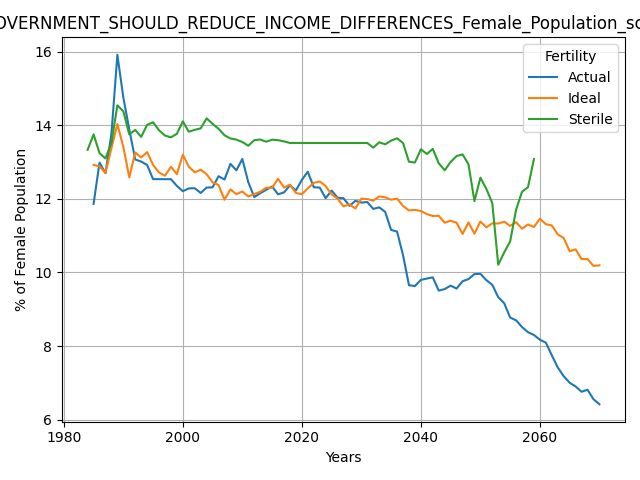 OVERNMENT_SHOULD_REDUCE_INCOME_DIFFERENCES_Female_Population_sc
16
14
12
10
8
6
% of Female Population
1980
2000
2020
2040
2060
Years
Fertility
Actual
Ideal
Sterile